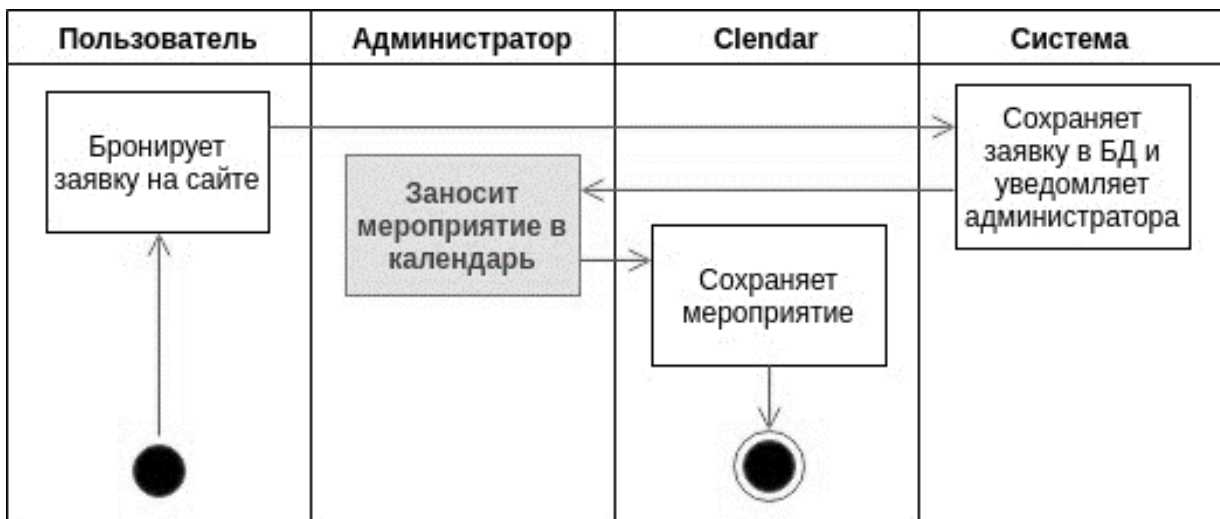 Пользователь
Администратор
Clendar
Система
Бронирует
заявку на сайте
Заносит
мероприятие в
календарь
Сохраняет
мероприятие
Сохраняет
заявку в БД и
уведомляет
администратора